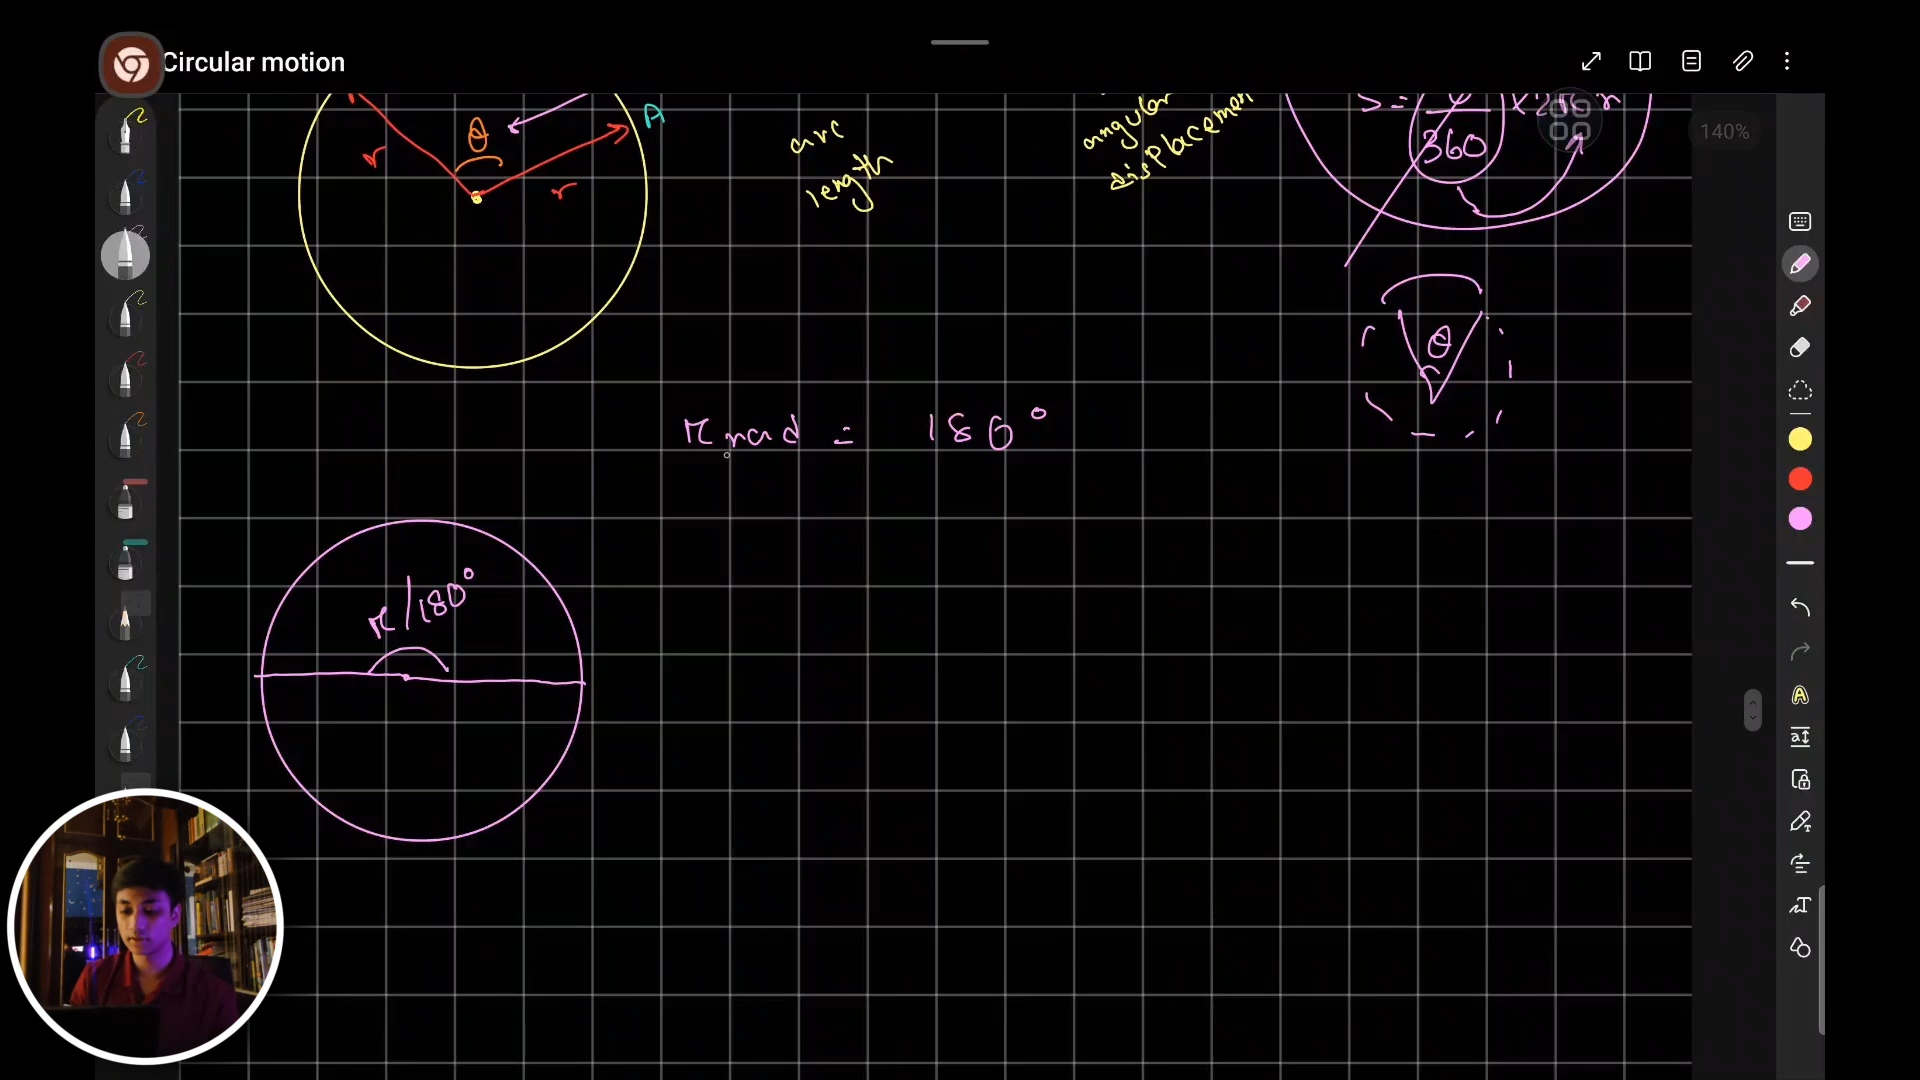 Circular motion
140%
A
θ
r
r
arc
length
angular
displacement
360
θ
π rad = 180°
π/180°